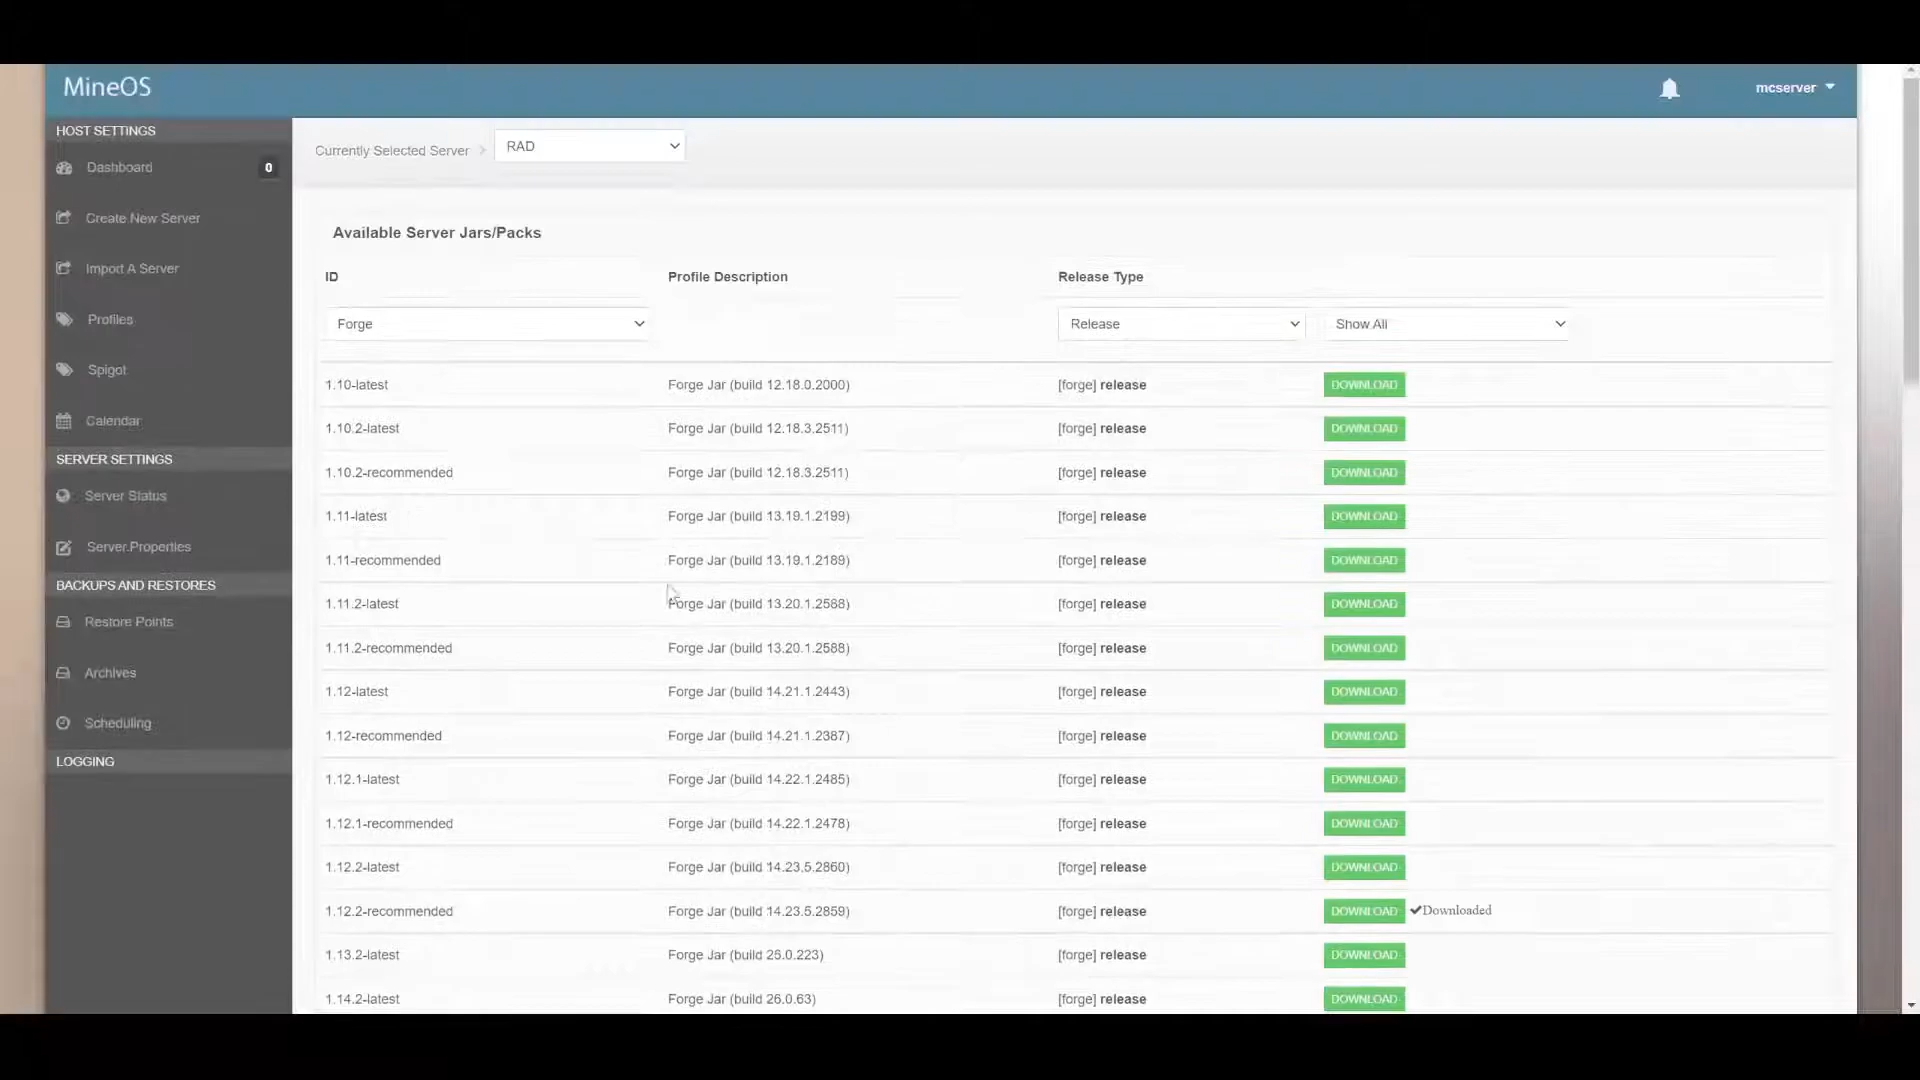 MineOS
mcserver
HOST SETTINGS
Dashboard 0
Create New Server
Import A Server
Profiles
Spigot
Calendar
SERVER SETTINGS
Server Status
Server.Properties
BACKUPS AND RESTORES
Restore Points
Archives
Scheduling
LOGGING
Currently Selected Server RAD
Available Server Jars/Packs
ID Profile Description Release Type
Forge Release Show All
1.10-latest Forge Jar (build 12.18.0.2000) [forge] release DOWNLOAD
1.10.2-latest Forge Jar (build 12.18.3.2511) [forge] release DOWNLOAD
1.10.2-recommended Forge Jar (build 12.18.3.2511) [forge] release DOWNLOAD
1.11-latest Forge Jar (build 13.19.1.2199) [forge] release DOWNLOAD
1.11-recommended Forge Jar (build 13.19.1.2189) [forge] release DOWNLOAD
1.11.2-latest Forge Jar (build 13.20.1.2588) [forge] release DOWNLOAD
1.11.2-recommended Forge Jar (build 13.20.1.2588) [forge] release DOWNLOAD
1.12-latest Forge Jar (build 14.21.1.2443) [forge] release DOWNLOAD
1.12-recommended Forge Jar (build 14.21.1.2387) [forge] release DOWNLOAD
1.12.1-latest Forge Jar (build 14.22.1.2485) [forge] release DOWNLOAD
1.12.1-recommended Forge Jar (build 14.22.1.2478) [forge] release DOWNLOAD
1.12.2-latest Forge Jar (build 14.23.5.2860) [forge] release DOWNLOAD
1.12.2-recommended Forge Jar (build 14.23.5.2859) [forge] release DOWNLOAD ✔Downloaded
1.13.2-latest Forge Jar (build 25.0.223) [forge] release DOWNLOAD
1.14.2-latest Forge Jar (build 26.0.63) [forge] release DOWNLOAD